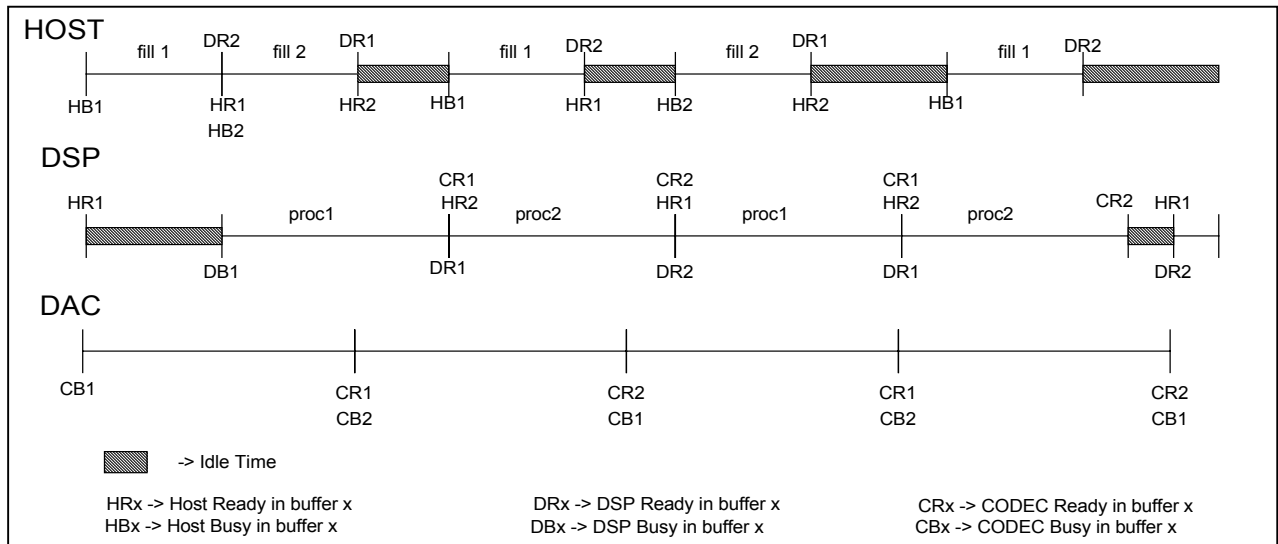 HOST
fill 1 DR2 fill 2 DR1 fill 1 DR2 fill 2 DR1 fill 1 DR2
HB1 HR1 HR2 HB1 HR1 HB2 HR2 HB1
HB2
DSP
CR1 CR2 CR1
HR1 proc1 HR2 proc2 HR1 proc1 HR2 proc2 CR2 HR1
DB1 DR1 DR2 DR1 DR2
DAC
CB1 CR1 CR2 CR1 CR2
CB2 CB1 CB2 CB1
-> Idle Time
HRx -> Host Ready in buffer x DRx -> DSP Ready in buffer x CRx -> CODEC Ready in buffer x
HBx -> Host Busy in buffer x DBx -> DSP Busy in buffer x CBx -> CODEC Busy in buffer x